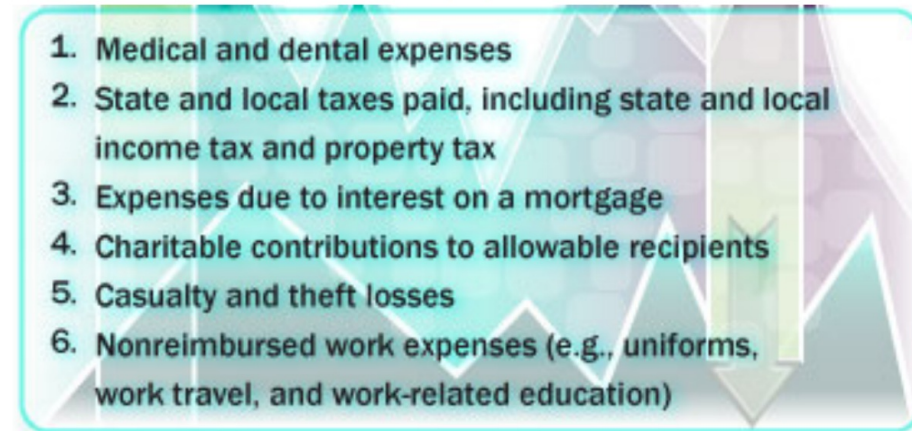 1. Medical and dental expenses
2. State and local taxes paid, including state and local
income tax and property tax
3. Expenses due to interest on a mortgage
4. Charitable contributions to allowable recipients
5. Casualty and theft losses
6. Nonreimbursed work expenses (e.g., uniforms,
work travel, and work-related education)